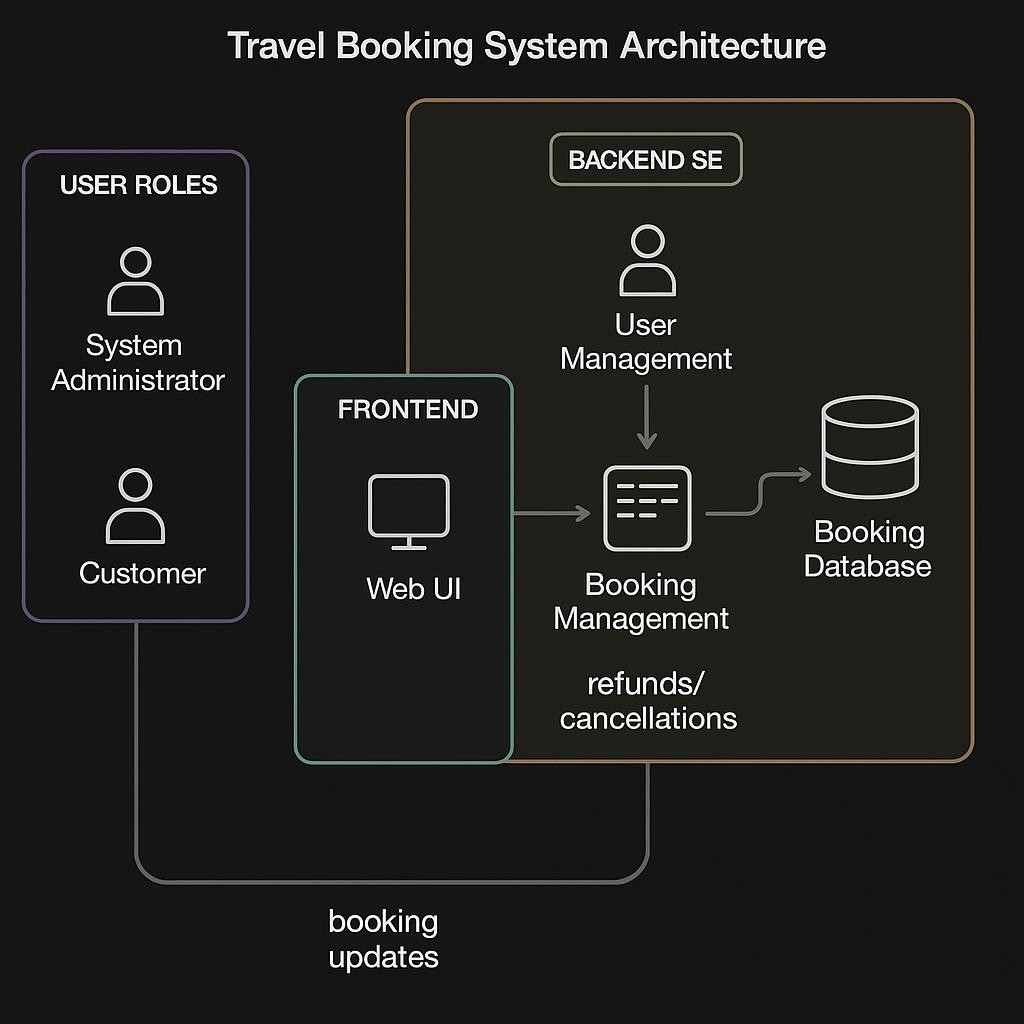 Travel Booking System Architecture
USER ROLES
System
Administrator
Customer
FRONTEND
Web UI
BACKEND SE
User
Management
Booking
Management
refunds/
cancellations
Booking
Database
booking
updates